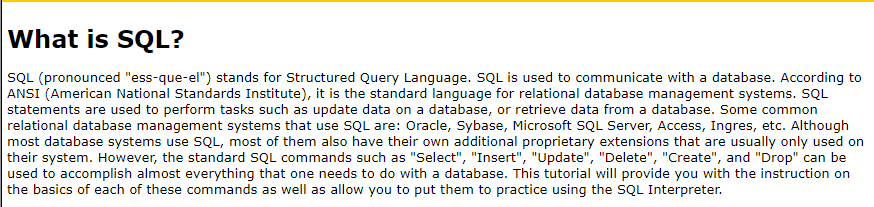 What is SQL?
SQL (pronounced "ess-que-el") stands for Structured Query Language. SQL is used to communicate with a database. According to
ANSI (American National Standards Institute), it is the standard language for relational database management systems. SQL
statements are used to perform tasks such as update data on a database, or retrieve data from a database. Some common
relational database management systems that use SQL are: Oracle, Sybase, Microsoft SQL Server, Access, Ingres, etc. Although
most database systems use SQL, most of them also have their own additional proprietary extensions that are usually only used on
their system. However, the standard SQL commands such as "Select", "Insert", "Update", "Delete", "Create", and "Drop" can be
used to accomplish almost everything that one needs to do with a database. This tutorial will provide you with the instruction on
the basics of each of these commands as well as allow you to put them to practice using the SQL Interpreter.